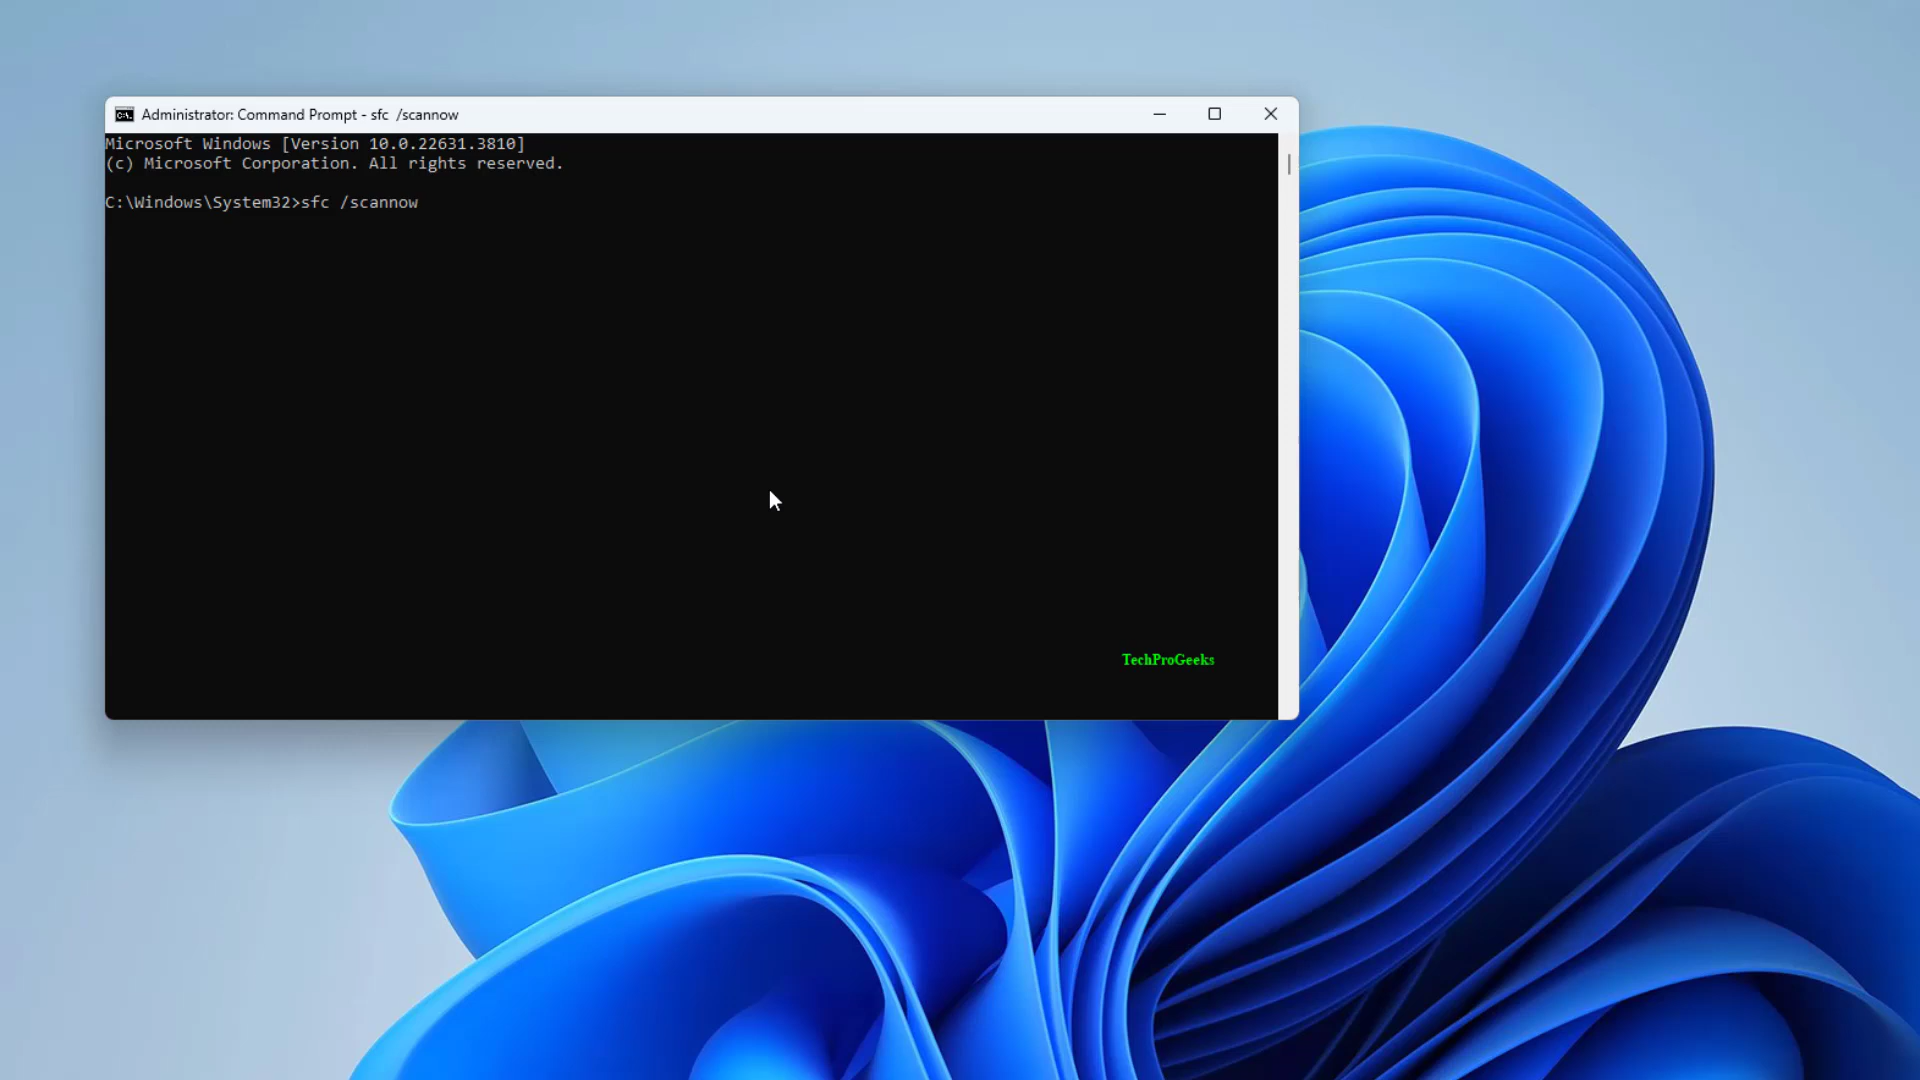 Administrator: Command Prompt - sfc  /scannow
Microsoft Windows [Version 10.0.22631.3810]
(c) Microsoft Corporation. All rights reserved.
C:\Windows\System32>sfc /scannow
TechProGeeks